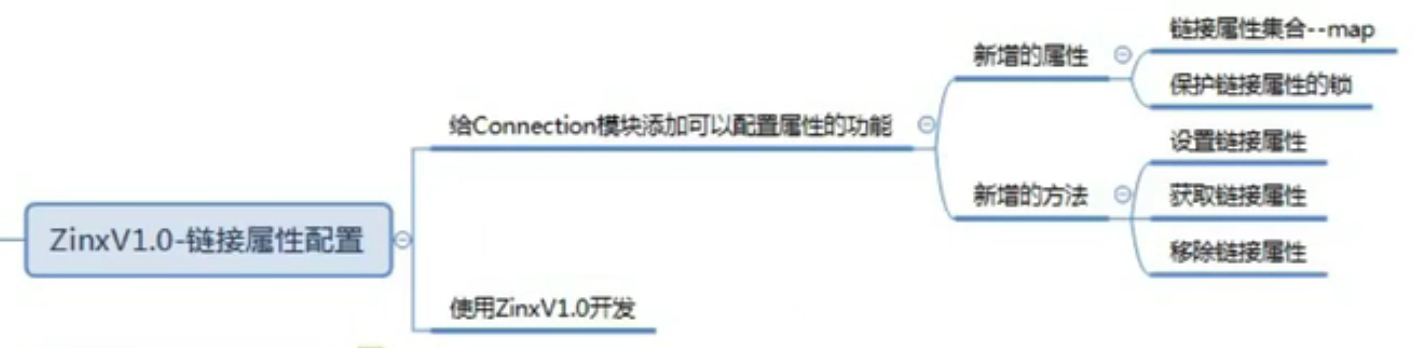 ZinxV1.0-链接属性配置
给Connection模块添加可以配置属性的功能
新增的属性
链接属性集合--map
保护链接属性的锁
新增的方法
设置链接属性
获取链接属性
移除链接属性
使用ZinxV1.0开发